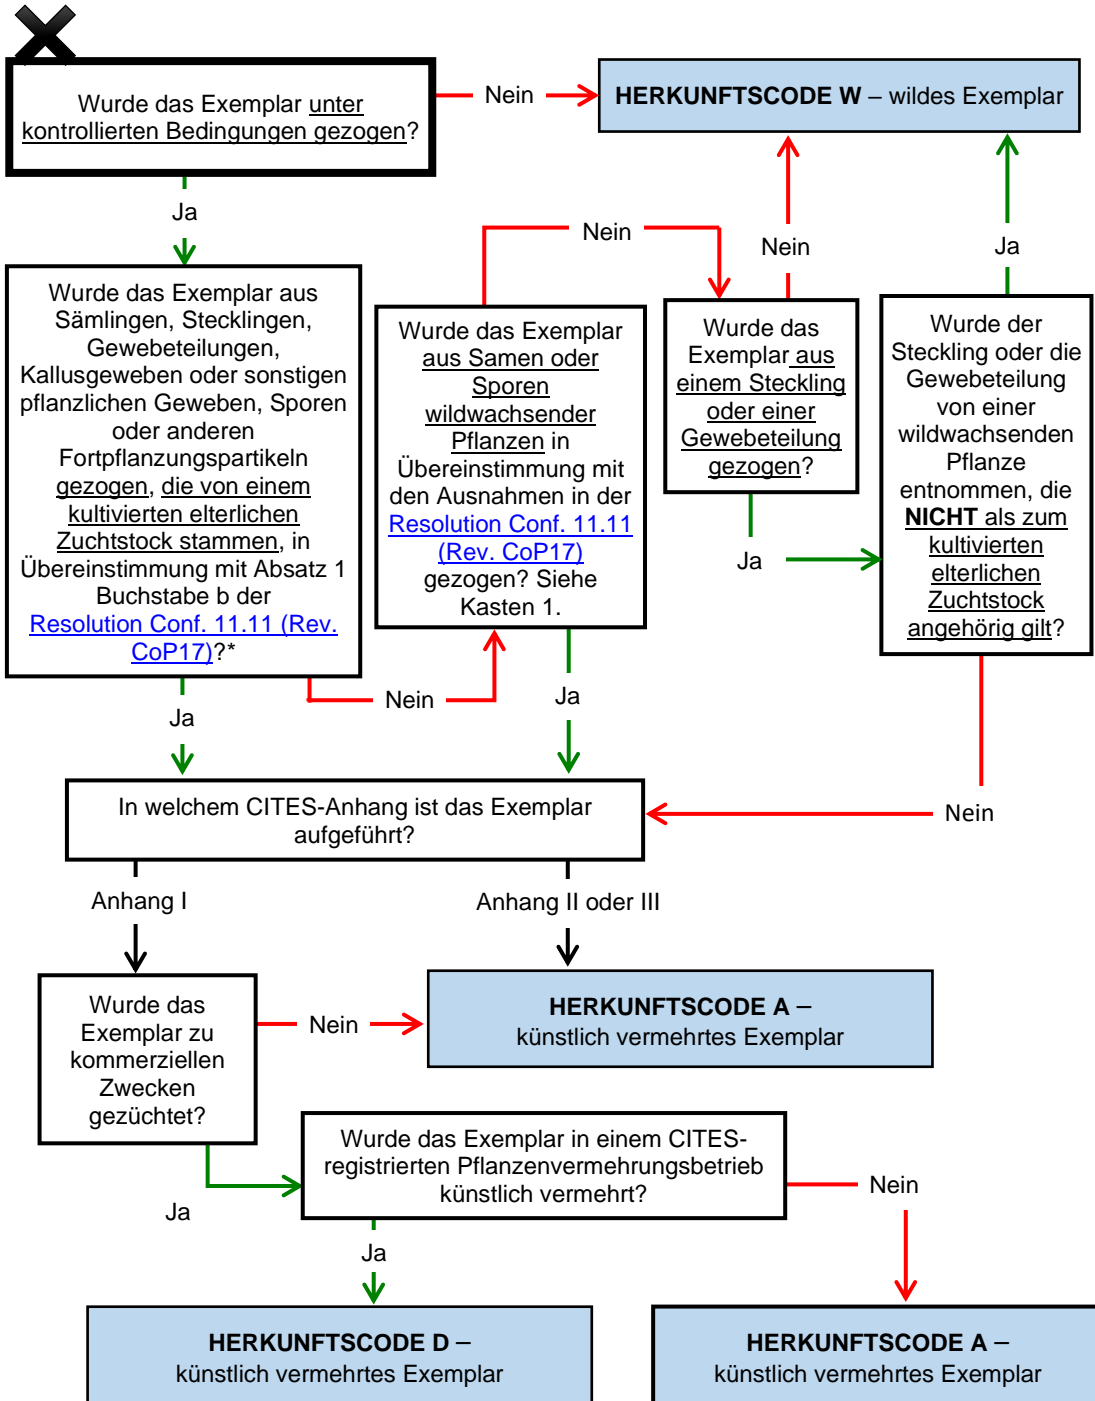 Wurde das Exemplar unter
kontrollierten Bedingungen gezogen?
Nein
HERKUNFTSCODE W – wildes Exemplar
Ja
Nein
Nein
Ja
Wurde das Exemplar aus
Sämlingen, Stecklingen,
Gewebeteilungen,
Kallusgeweben oder sonstigen
pflanzlichen Geweben, Sporen
oder anderen
Fortpflanzungspartikeln
gezogen, die von einem
kultivierten elterlichen
Zuchtstock stammen, in
Übereinstimmung mit Absatz 1
Buchstabe b der
Resolution Conf. 11.11 (Rev.
CoP17)?*
Wurde das Exemplar
aus Samen oder
Sporen
wildwachsender
Pflanzen in
Übereinstimmung mit
den Ausnahmen in der
Resolution Conf. 11.11
(Rev. CoP17)
gezogen? Siehe
Kasten 1.
Wurde das
Exemplar aus
einem Steckling
oder einer
Gewebeteilung
gezogen?
Wurde der
Steckling oder die
Gewebeteilung
von einer
wildwachsenden
Pflanze
entnommen, die
NICHT als zum
kultivierten
elterlichen
Zuchtstock
angehörig gilt?
Ja
Ja
Nein
Ja
Nein
In welchem CITES-Anhang ist das Exemplar
aufgeführt?
Anhang I
Anhang II oder III
Wurde das
Exemplar zu
kommerziellen
Zwecken
gezüchtet?
Nein
HERKUNFTSCODE A –
künstlich vermehrtes Exemplar
Ja
Wurde das Exemplar in einem CITES-
registrierten Pflanzenvermehrungsbetrieb
künstlich vermehrt?
Nein
Ja
HERKUNFTSCODE D –
künstlich vermehrtes Exemplar
HERKUNFTSCODE A –
künstlich vermehrtes Exemplar